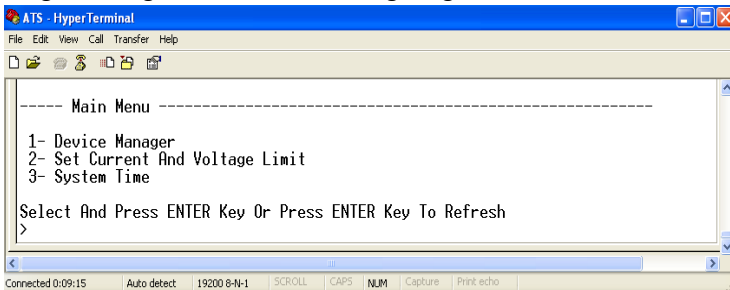 ATS - HyperTerminal
File Edit View Call Transfer Help
----- Main Menu ---------------------------------------------------------
1- Device Manager
2- Set Current And Voltage Limit
3- System Time
Select And Press ENTER Key Or Press ENTER Key To Refresh
>
Connected 0:09:15 Auto detect 19200 8-N-1 SCROLL CAPS NUM Capture Print echo